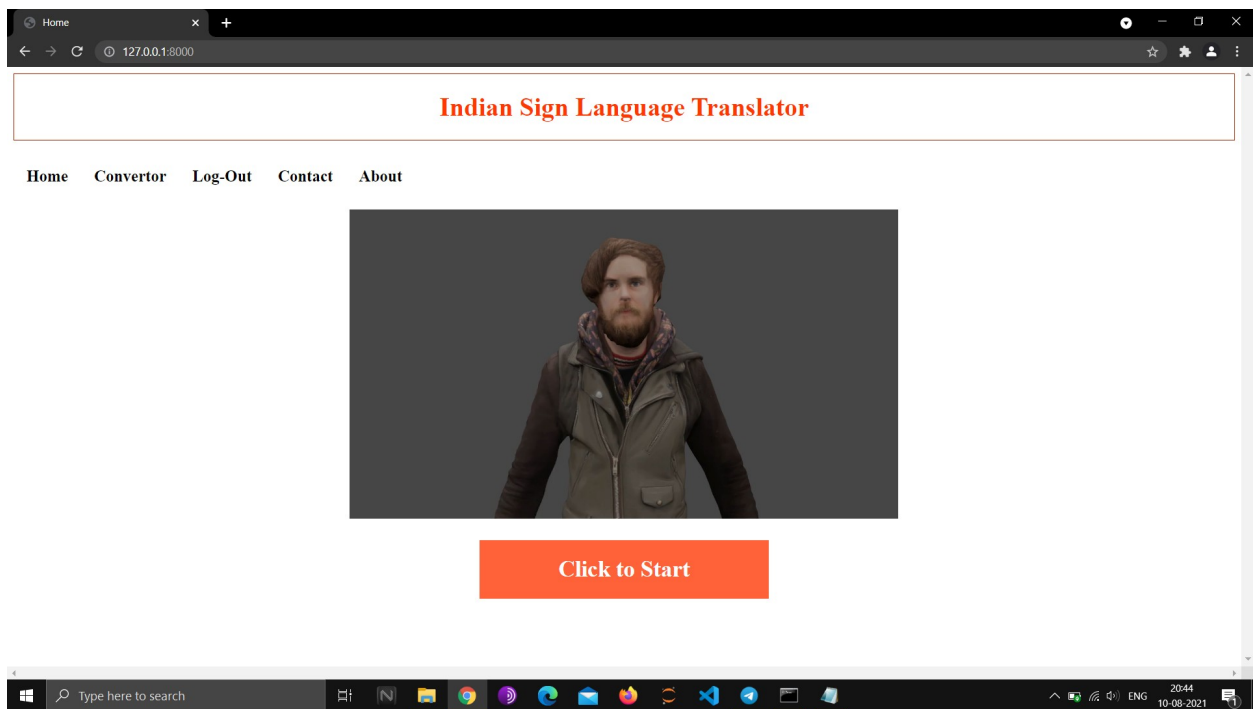 Home
127.0.0.1:8000
Indian Sign Language Translator
Home Convertor Log-Out Contact About
Click to Start
Type here to search
ENG
20:44
10-08-2021
1